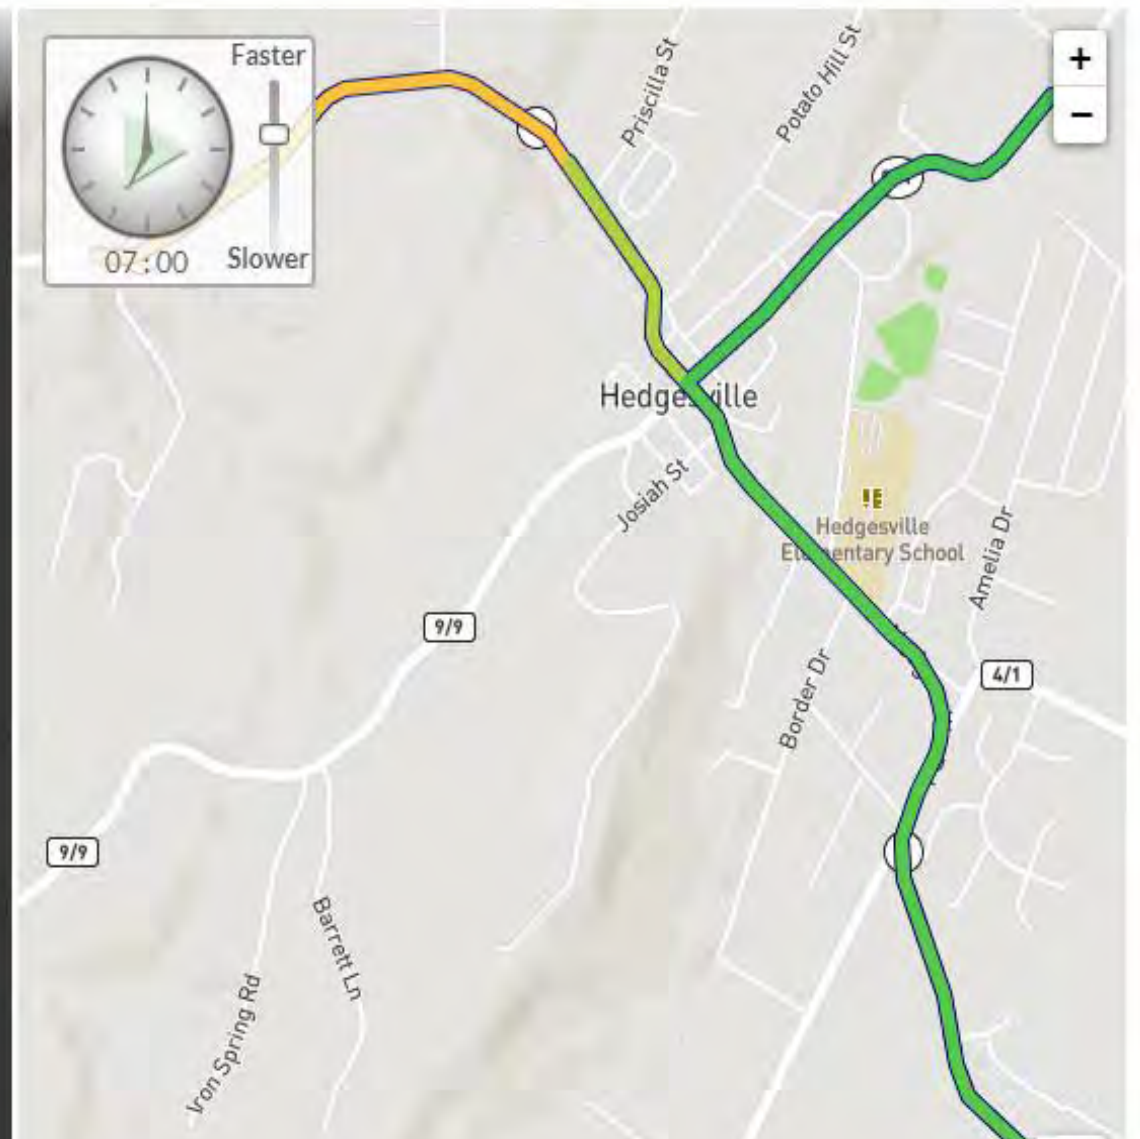 Faster
07:00
Slower
+
−
Priscilla St
Potato Hill St
Hedgesville
Josiah St
Hedgesville
Elementary School
Amelia Dr
9/9
4/1
Border Dr
9/9
Barrett Ln
Iron Spring Rd